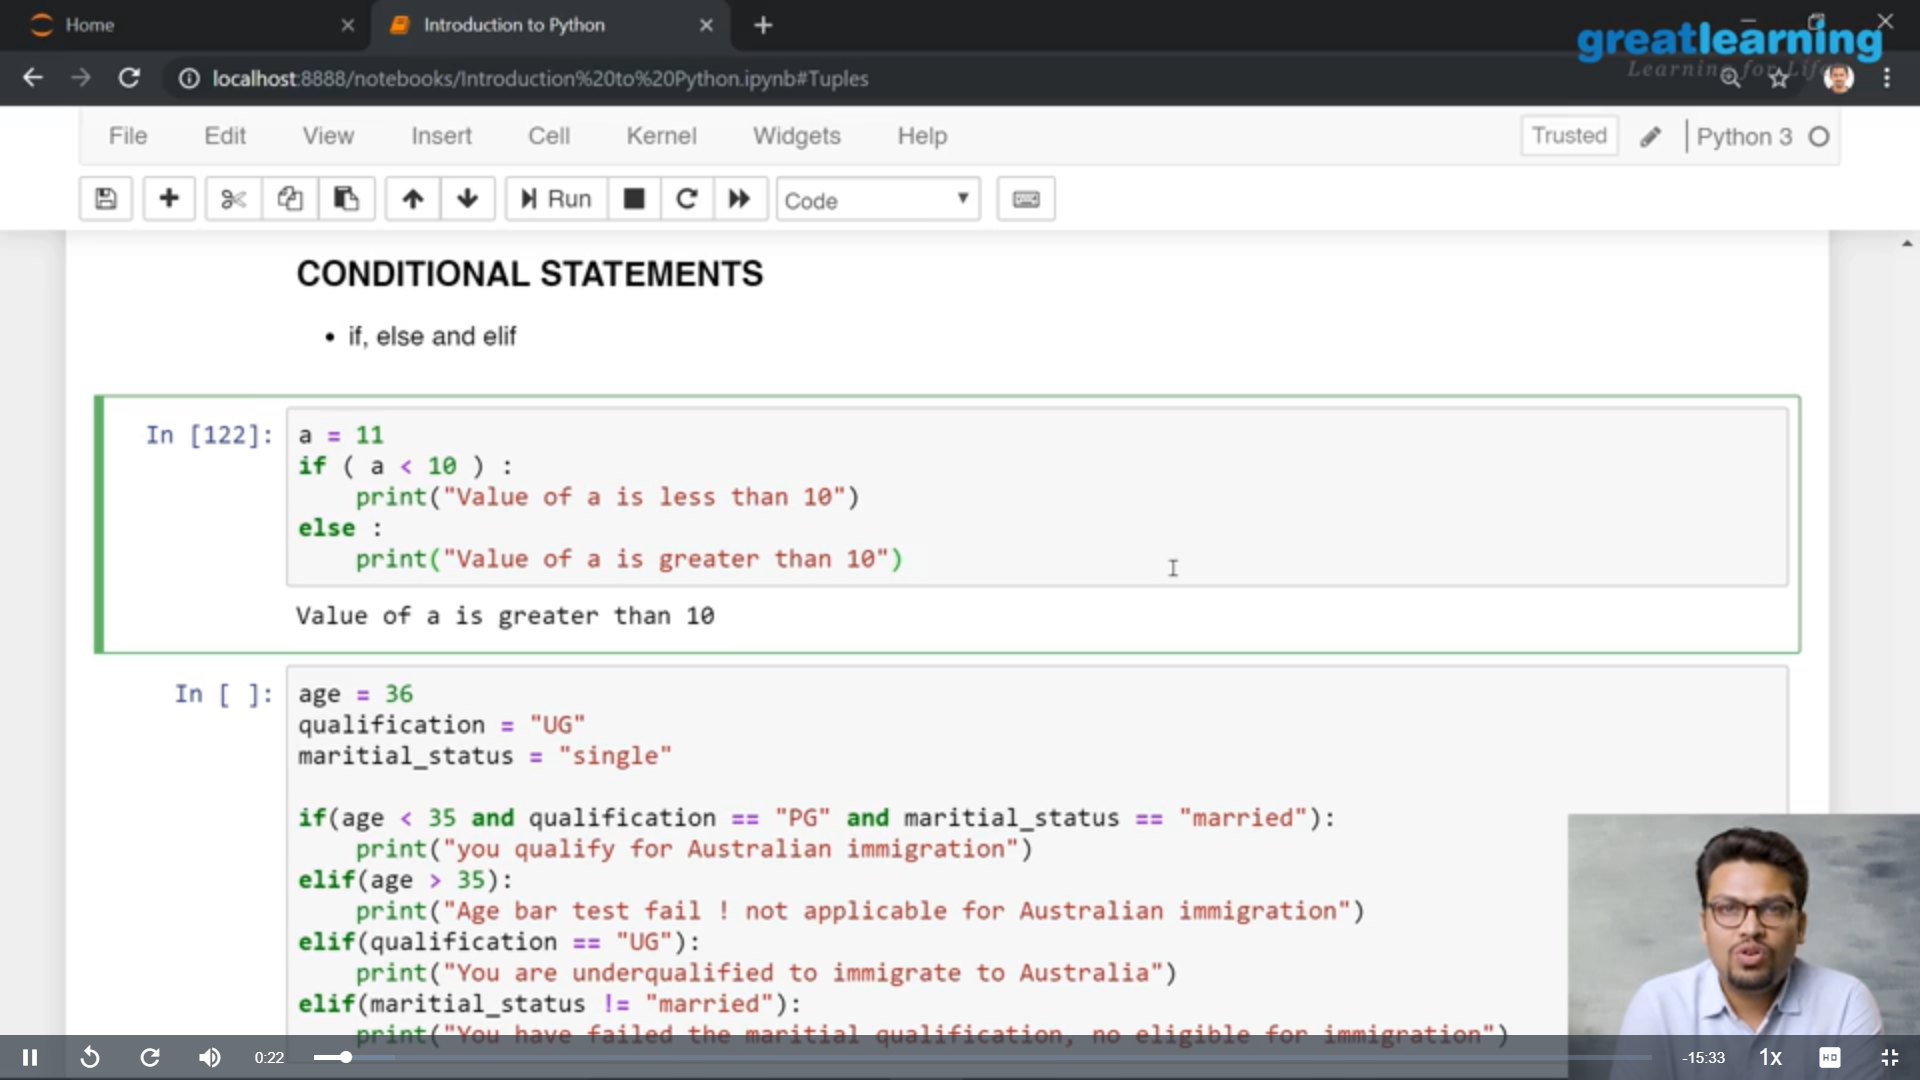 Home
Introduction to Python
greatlearning
Learning for Life
localhost:8888/notebooks/Introduction%20to%20Python.ipynb#Tuples
File Edit View Insert Cell Kernel Widgets Help
Trusted
Python 3
Run
Code
CONDITIONAL STATEMENTS
• if, else and elif
In [122]:
a = 11
if ( a < 10 ) :
    print("Value of a is less than 10")
else :
    print("Value of a is greater than 10")
Value of a is greater than 10
In [ ]:
age = 36
qualification = "UG"
maritial_status = "single"
if(age < 35 and qualification == "PG" and maritial_status == "married"):
    print("you qualify for Australian immigration")
elif(age > 35):
    print("Age bar test fail ! not applicable for Australian immigration")
elif(qualification == "UG"):
    print("You are underqualified to immigrate to Australia")
elif(maritial_status != "married"):
    print("You have failed the maritial qualification, no eligible for immigration")
0:22
-15:33
1x
HD